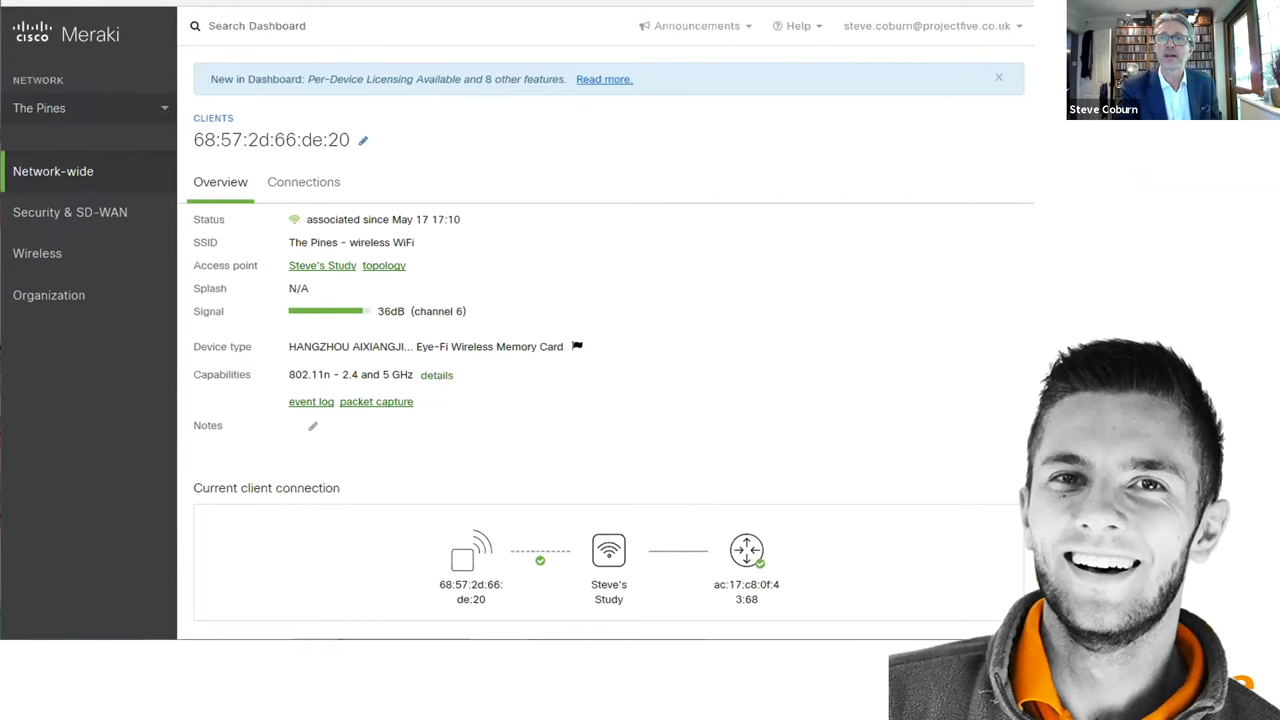 cisco Meraki
NETWORK
The Pines
Network-wide
Security & SD-WAN
Wireless
Organization
Search Dashboard
Announcements
Help
steve.coburn@projectfive.co.uk
New in Dashboard: Per-Device Licensing Available and 8 other features. Read more.
CLIENTS
68:57:2d:66:de:20
Overview Connections
Status associated since May 17 17:10
SSID The Pines - wireless WiFi
Access point Steve's Study topology
Splash N/A
Signal 36dB (channel 6)
Device type HANGZHOU AIXIANGJI... Eye-Fi Wireless Memory Card
Capabilities 802.11n - 2.4 and 5 GHz details
event log packet capture
Notes
Current client connection
68:57:2d:66:
de:20
Steve's
Study
ac:17:c8:0f:4
3:68
Steve Coburn